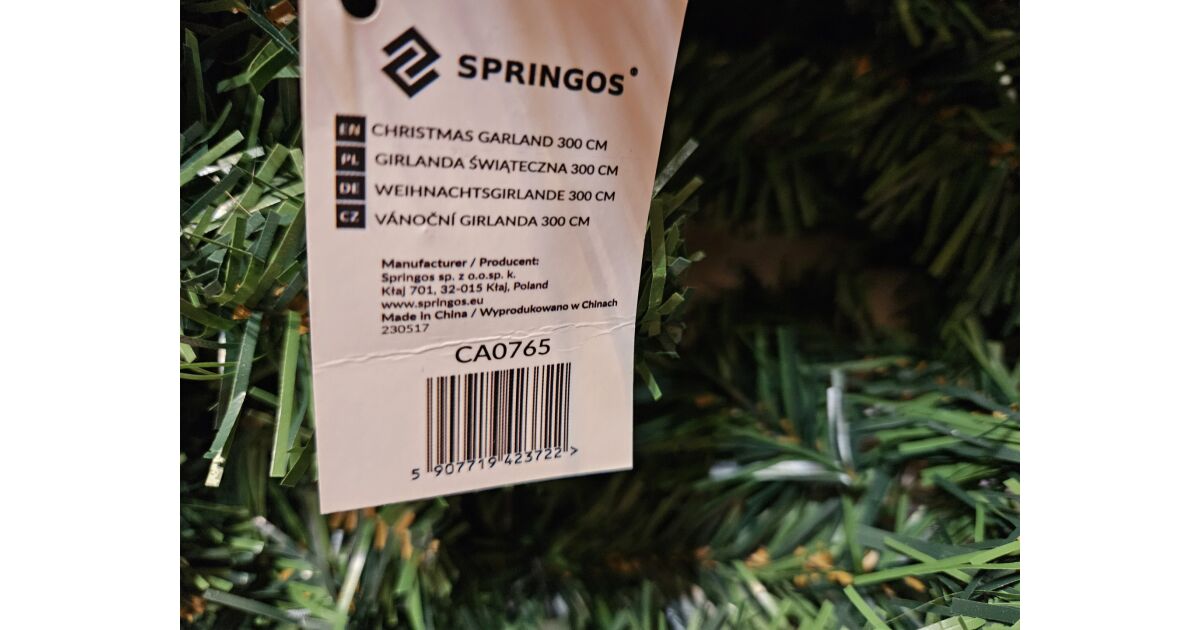 SPRINGOS®
EN CHRISTMAS GARLAND 300 CM
PL GIRLANDA ŚWIĄTECZNA 300 CM
DE WEIHNACHTSGIRLANDE 300 CM
CZ VÁNOČNÍ GIRLANDA 300 CM
Manufacturer / Producent:
Springos sp. z o.o.sp. k.
Kłaj 701, 32-015 Kłaj, Poland
www.springos.eu
Made in China / Wyprodukowano w Chinach
230517
CA0765
5 907719 423722 >